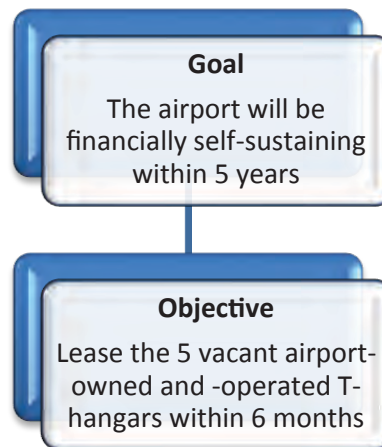 Goal
The airport will be
financially self-sustaining
within 5 years
Objective
Lease the 5 vacant airport-
owned and -operated T-
hangars within 6 months